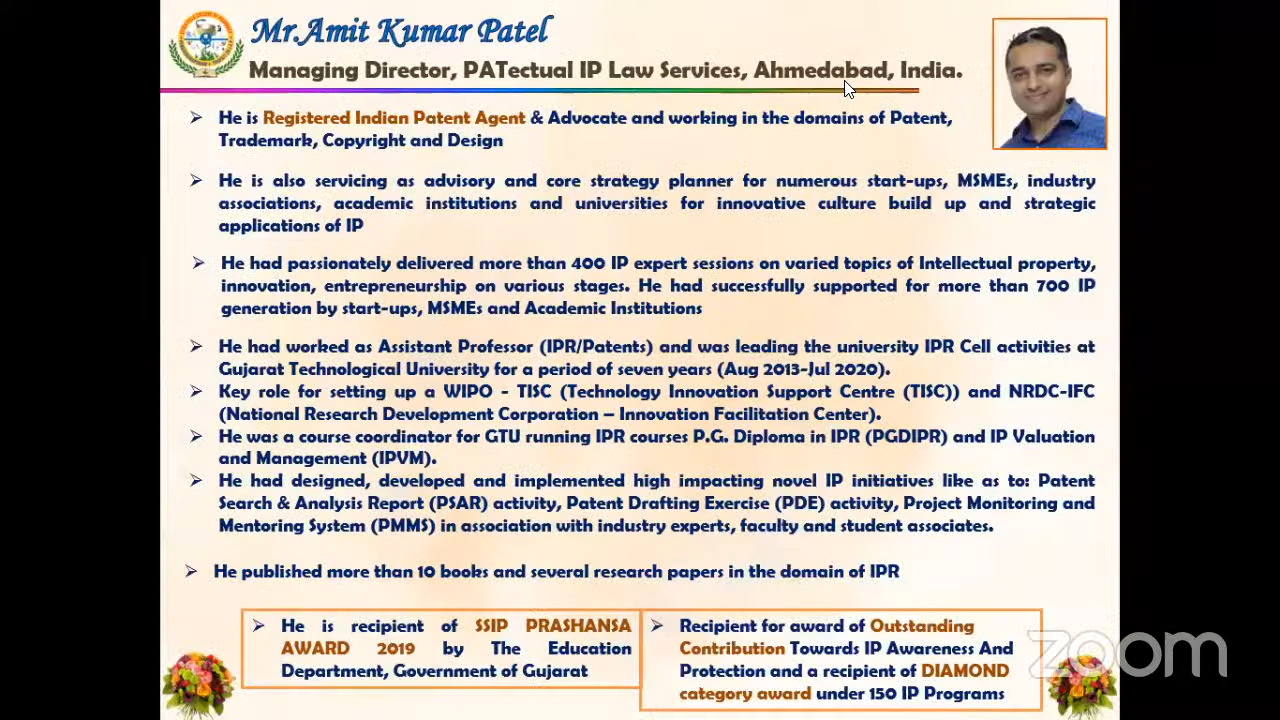 Mr.Amit Kumar Patel
Managing Director, PATectual IP Law Services, Ahmedabad, India.
➢ He is Registered Indian Patent Agent & Advocate and working in the domains of Patent,
Trademark, Copyright and Design
➢ He is also servicing as advisory and core strategy planner for numerous start-ups, MSMEs, industry
associations, academic institutions and universities for innovative culture build up and strategic
applications of IP
➢ He had passionately delivered more than 400 IP expert sessions on varied topics of Intellectual property,
innovation, entrepreneurship on various stages. He had successfully supported for more than 700 IP
generation by start-ups, MSMEs and Academic Institutions
➢ He had worked as Assistant Professor (IPR/Patents) and was leading the university IPR Cell activities at
Gujarat Technological University for a period of seven years (Aug 2013-Jul 2020).
➢ Key role for setting up a WIPO - TISC (Technology Innovation Support Centre (TISC)) and NRDC-IFC
(National Research Development Corporation – Innovation Facilitation Center).
➢ He was a course coordinator for GTU running IPR courses P.G. Diploma in IPR (PGDIPR) and IP Valuation
and Management (IPVM).
➢ He had designed, developed and implemented high impacting novel IP initiatives like as to: Patent
Search & Analysis Report (PSAR) activity, Patent Drafting Exercise (PDE) activity, Project Monitoring and
Mentoring System (PMMS) in association with industry experts, faculty and student associates.
➢ He published more than 10 books and several research papers in the domain of IPR
➢ He is recipient of SSIP PRASHANSA
AWARD 2019 by The Education
Department, Government of Gujarat
➢ Recipient for award of Outstanding
Contribution Towards IP Awareness And
Protection and a recipient of DIAMOND
category award under 150 IP Programs
zoom